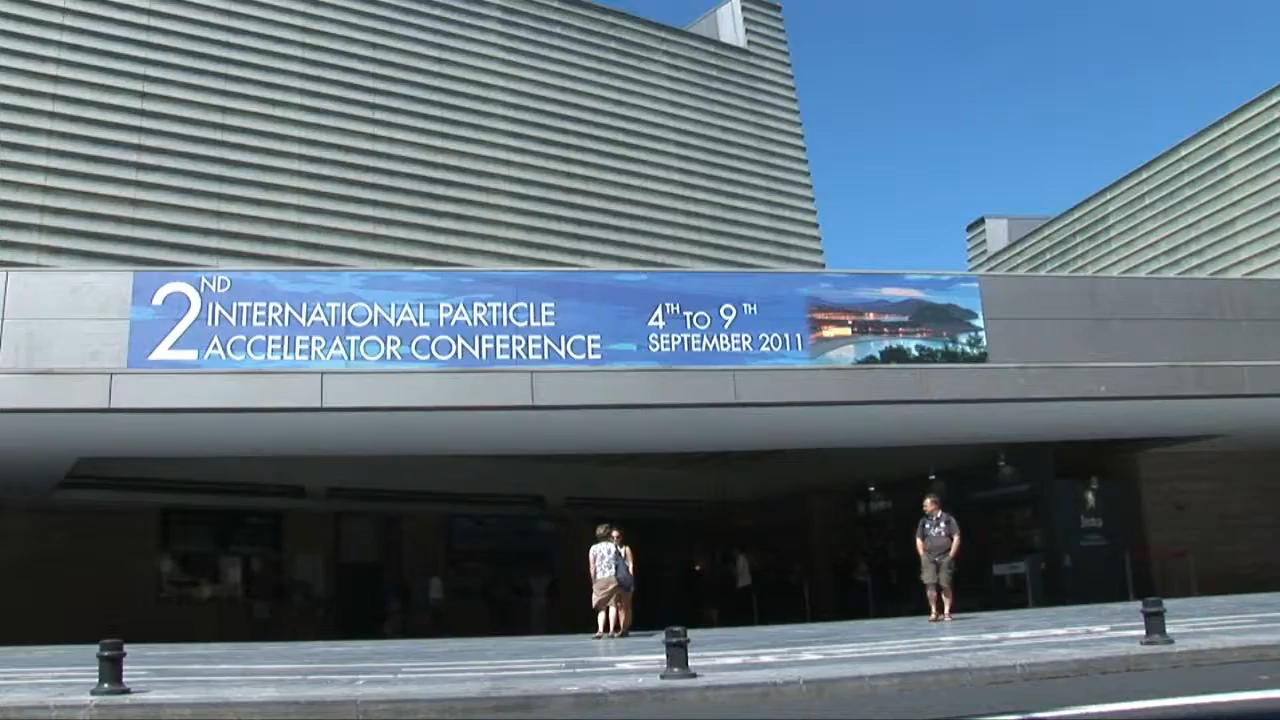 2ND
INTERNATIONAL PARTICLE
ACCELERATOR CONFERENCE
4TH TO 9TH
SEPTEMBER 2011